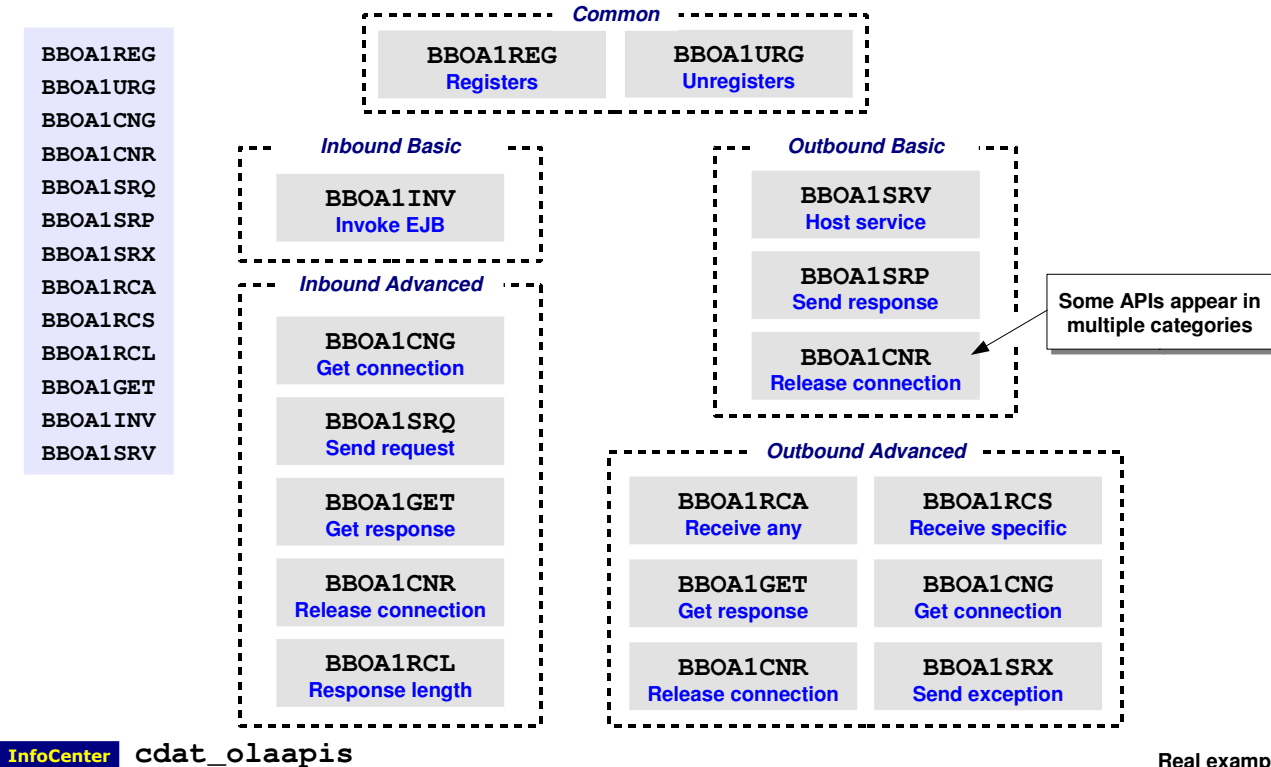 BBOA1REG
BBOA1URG
BBOA1CNG
BBOA1CNR
BBOA1SRQ
BBOA1SRP
BBOA1SRX
BBOA1RCA
BBOA1RCS
BBOA1RCL
BBOA1GET
BBOA1INV
BBOA1SRV
Common
BBOA1REG
Registers
BBOA1URG
Unregisters
Inbound Basic
BBOA1INV
Invoke EJB
Inbound Advanced
BBOA1CNG
Get connection
BBOA1SRQ
Send request
BBOA1GET
Get response
BBOA1CNR
Release connection
BBOA1RCL
Response length
Outbound Basic
BBOA1SRV
Host service
BBOA1SRP
Send response
BBOA1CNR
Release connection
Some APIs appear in
multiple categories
Outbound Advanced
BBOA1RCA
Receive any
BBOA1RCS
Receive specific
BBOA1GET
Get response
BBOA1CNG
Get connection
BBOA1CNR
Release connection
BBOA1SRX
Send exception
InfoCenter cdat_olaapis
Real examp